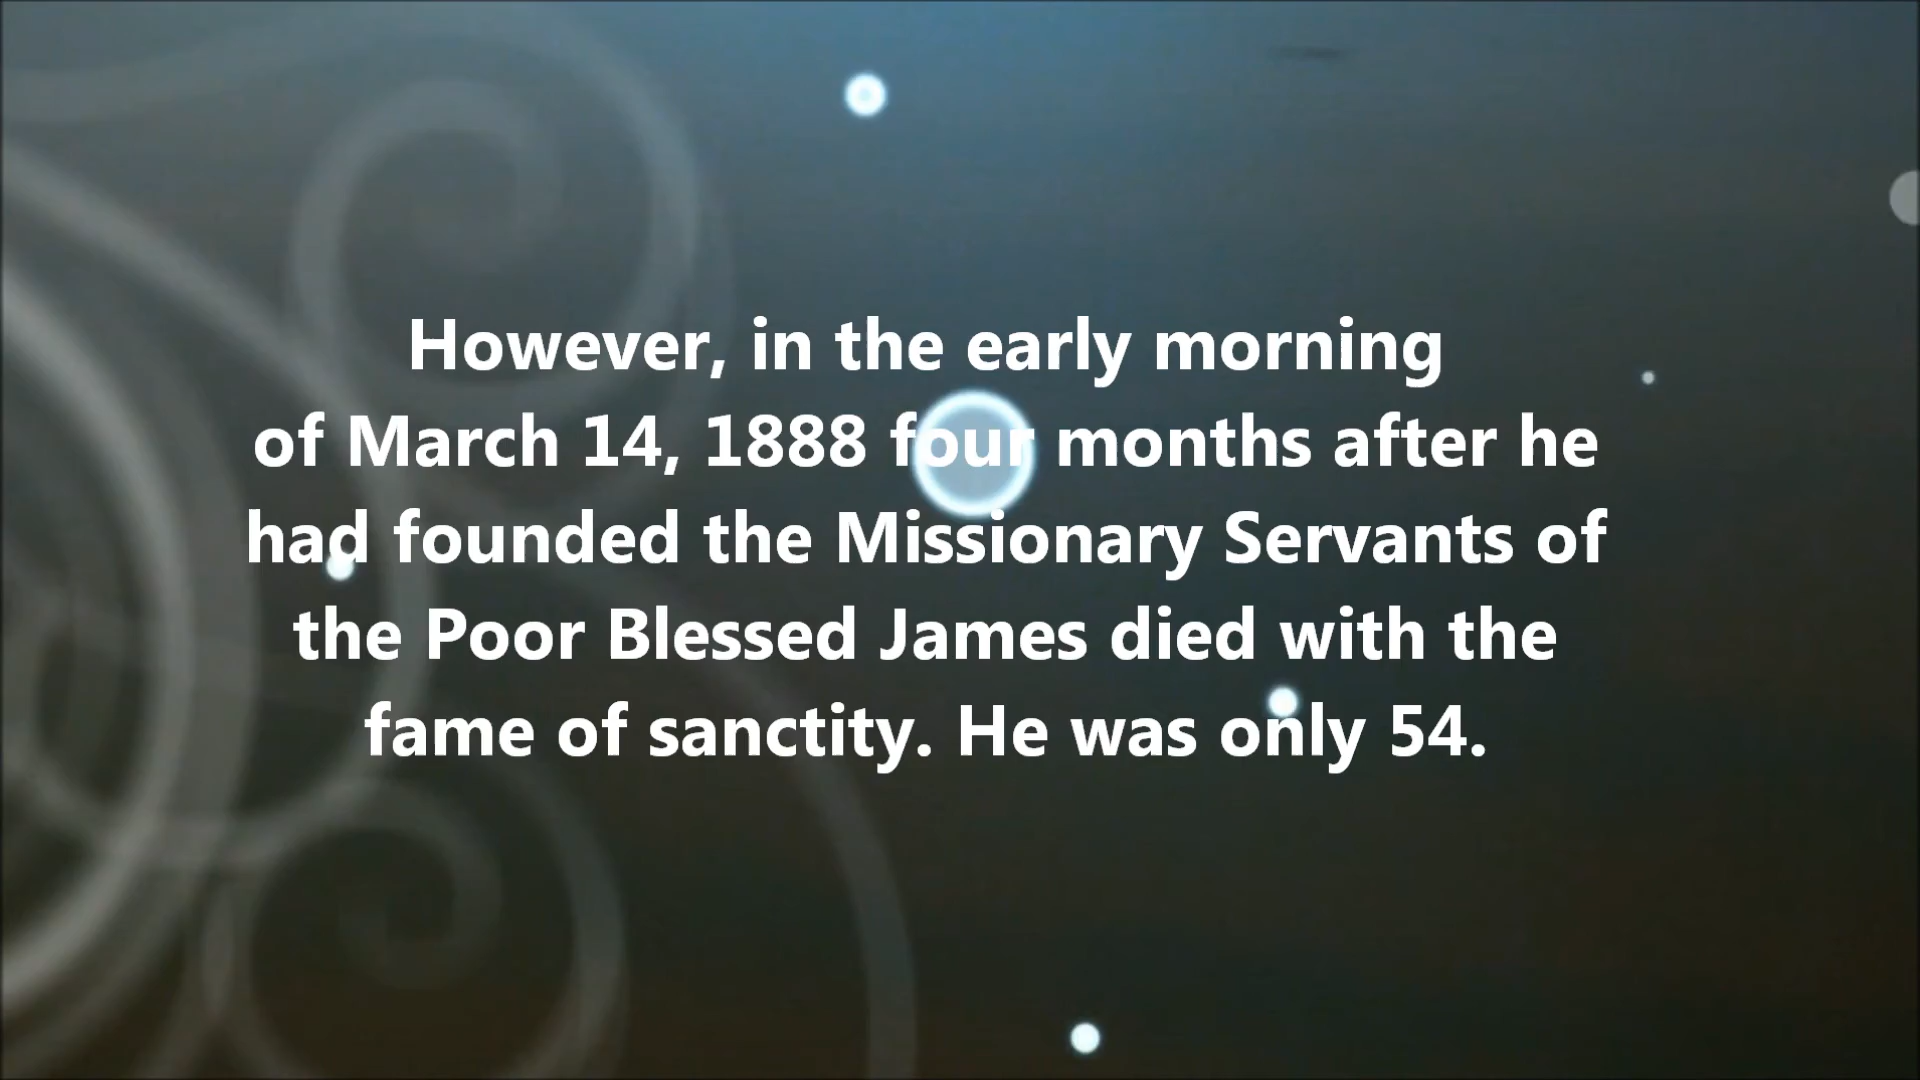 However, in the early morning
of March 14, 1888 four months after he
had founded the Missionary Servants of
the Poor Blessed James died with the
fame of sanctity. He was only 54.